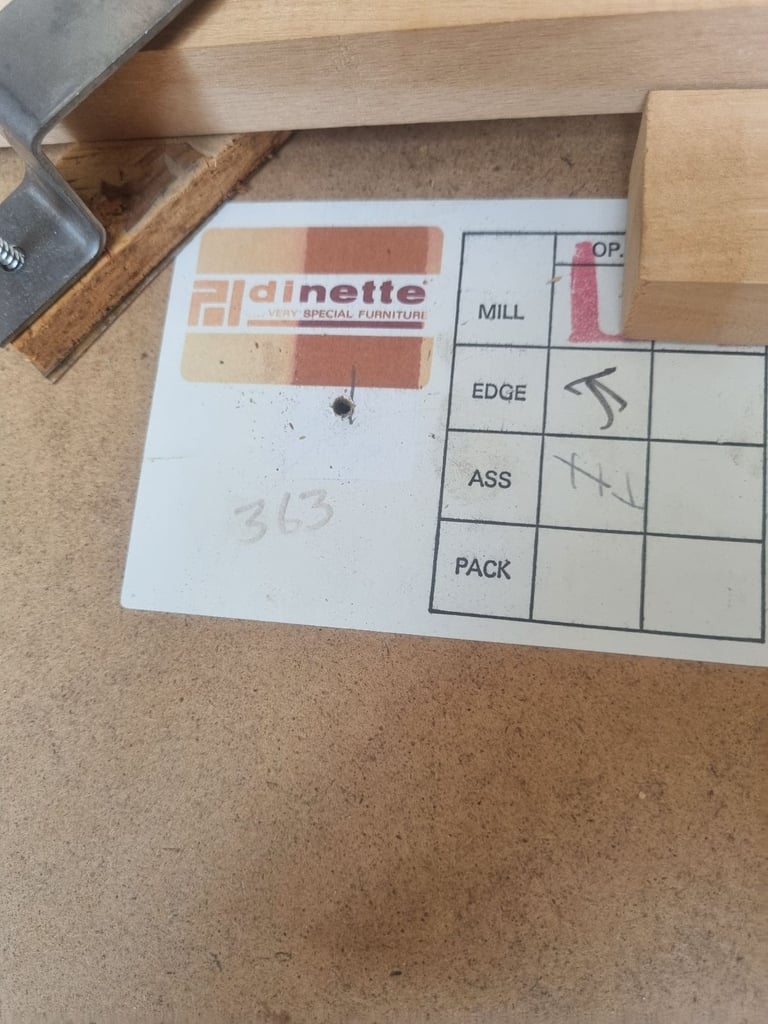 dinette
VERY SPECIAL FURNITURE
OP.
MILL
EDGE
ASS
PACK
363